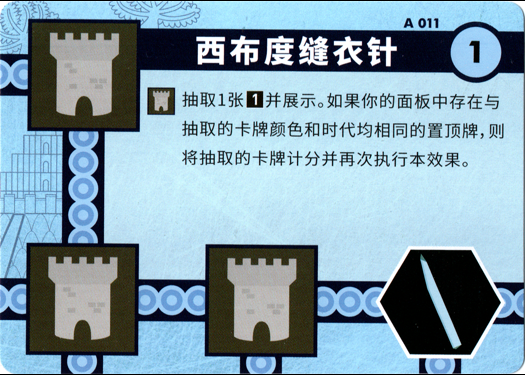 A 011
西布度缝衣针
1
抽取1张1并展示。如果你的面板中存在与
抽取的卡牌颜色和时代均相同的置顶牌，则
将抽取的卡牌计分并再次执行本效果。